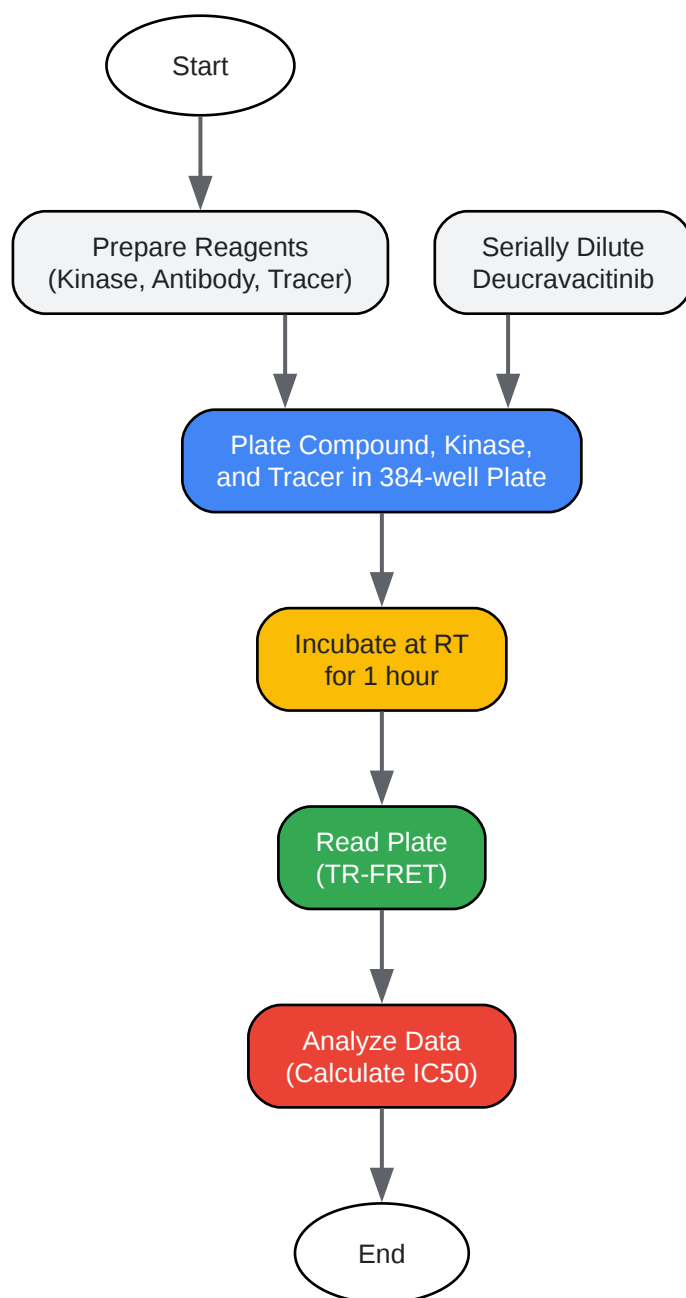 Start
Prepare Reagents
(Kinase, Antibody, Tracer)
Serially Dilute
Deucravacitinib
Plate Compound, Kinase,
and Tracer in 384-well Plate
Incubate at RT
for 1 hour
Read Plate
(TR-FRET)
Analyze Data
(Calculate IC50)
End